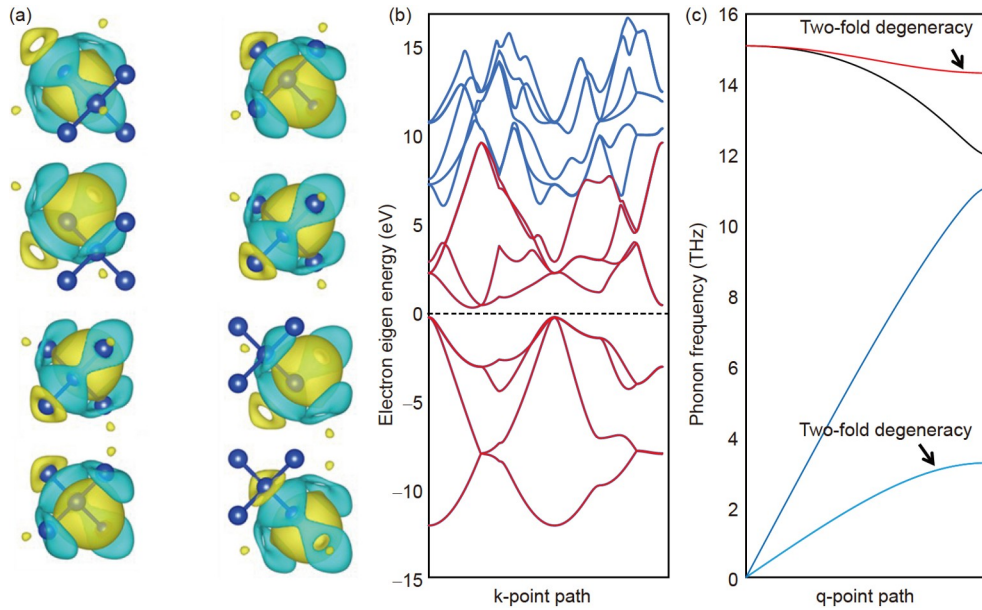 (a)
(b)
Electron eigen energy (eV)
15
10
5
0
−5
−10
−15
k-point path
(c)
Phonon frequency (THz)
16
14
12
10
8
6
4
2
0
Two-fold degeneracy
Two-fold degeneracy
q-point path